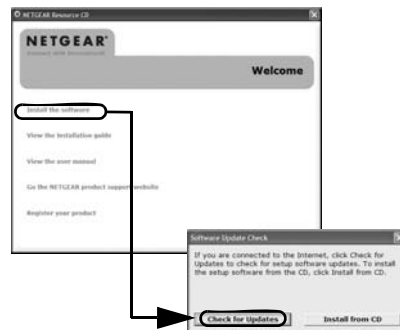 NETGEAR Resource CD
NETGEAR®
Connect with Innovation™
Welcome
Install the software
View the installation guide
View the user manual
Go the NETGEAR product support website
Register your product
Software Update Check
If you are connected to the Internet, click Check for
Updates to check for setup software updates. To install
the setup software from the CD, click Install from CD.
Check for Updates
Install from CD